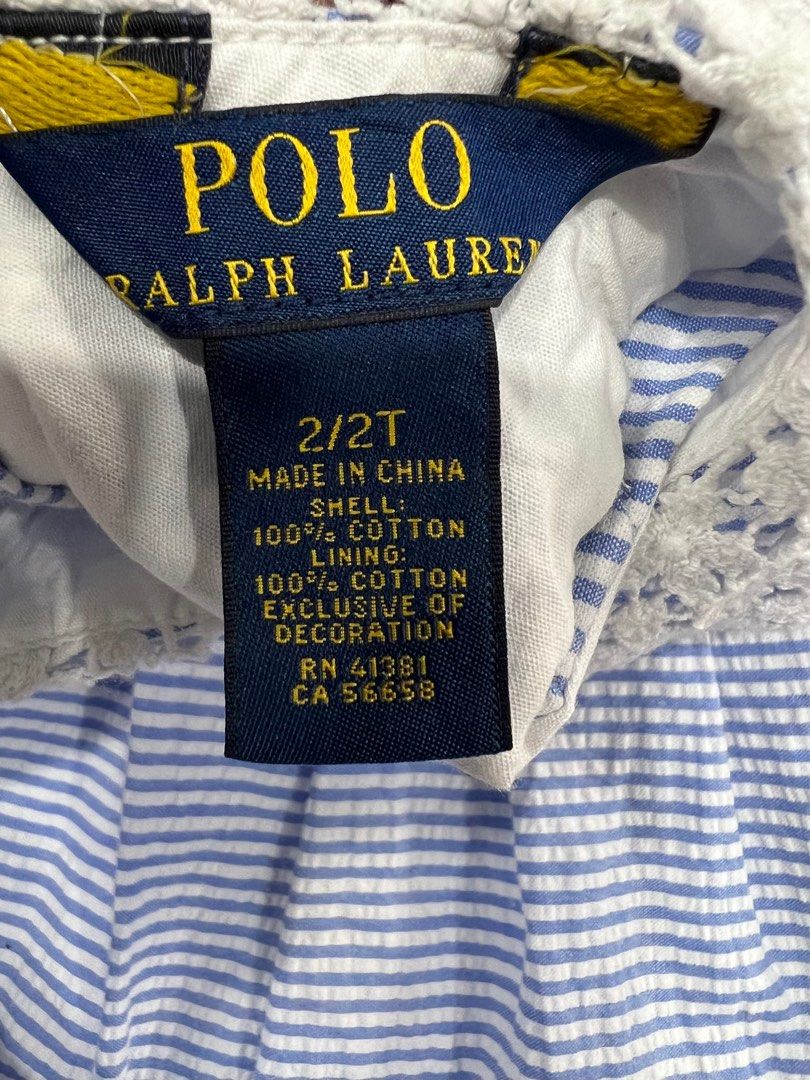 POLO
RALPH LAUREN
2/2T
MADE IN CHINA
SHELL:
100% COTTON
LINING:
100% COTTON
EXCLUSIVE OF
DECORATION
RN 41381
CA 56658